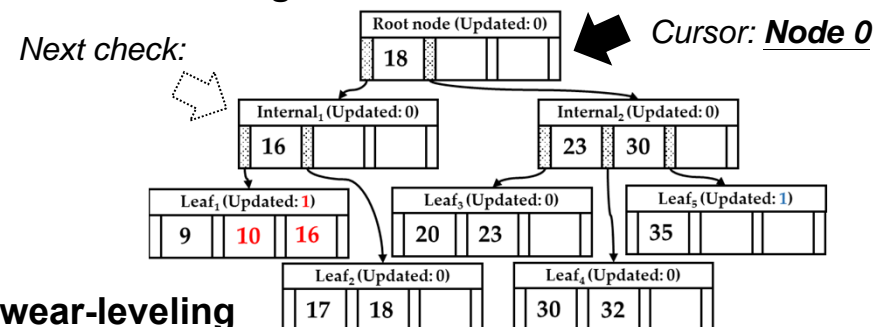 Root node (Updated: 0)
18
Cursor: Node 0
Next check:
Internal₁ (Updated: 0)
16
Internal₂ (Updated: 0)
23 30
Leaf₁ (Updated: 1)
9 10 16
Leaf₃ (Updated: 0)
20 23
Leaf₅ (Updated: 1)
35
Leaf₂ (Updated: 0)
17 18
Leaf₄ (Updated: 0)
30 32
wear-leveling